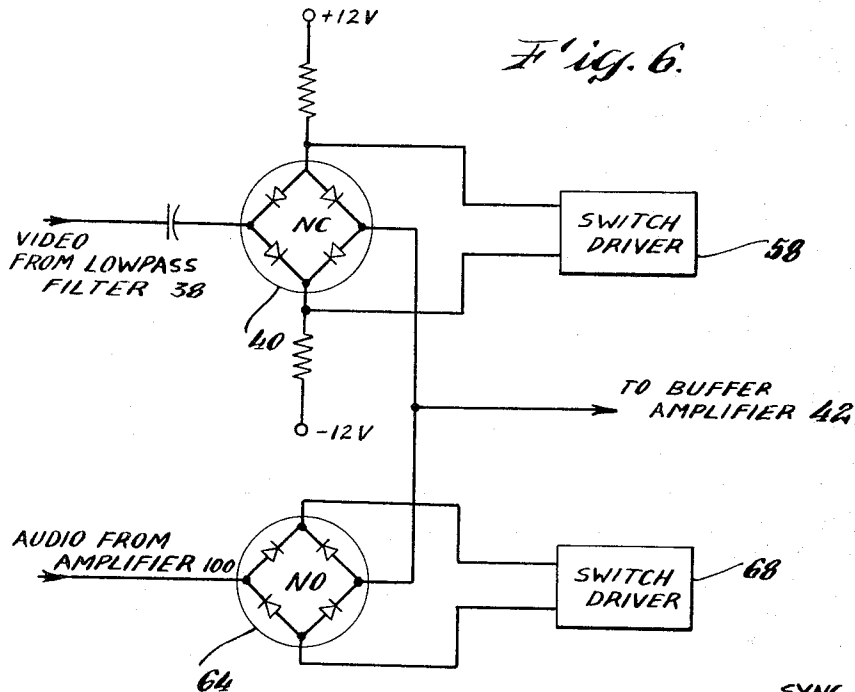 +12V
Fig. 6.
NC
SWITCH
DRIVER
58
VIDEO
FROM LOWPASS
FILTER 38
40
-12V
TO BUFFER
AMPLIFIER 42
AUDIO FROM
AMPLIFIER 100
NO
SWITCH
DRIVER
68
64
SYNC